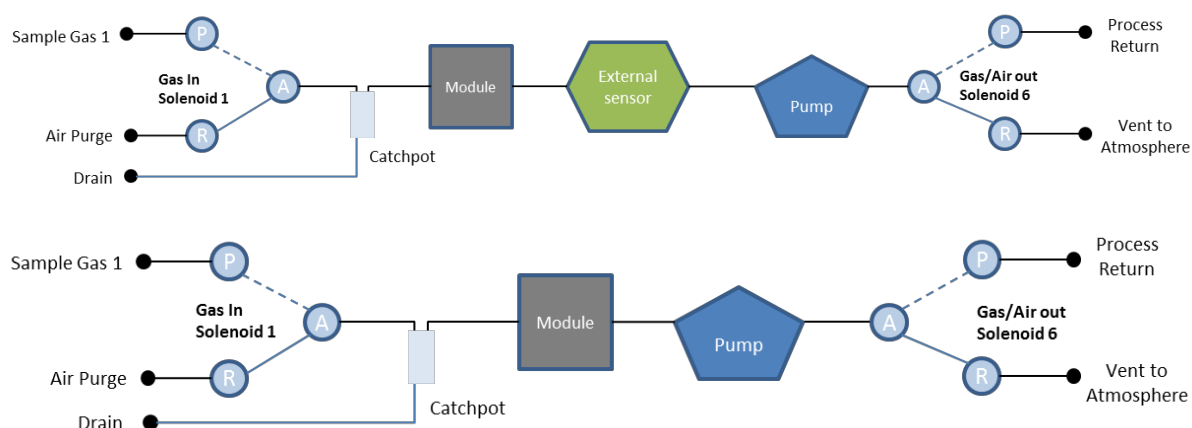 Sample Gas 1
P
Gas In
Solenoid 1
A
Air Purge
R
Drain
Catchpot
Module
External
sensor
Pump
A
P
Process
Return
Gas/Air out
Solenoid 6
R
Vent to
Atmosphere
Sample Gas 1
P
Gas In
Solenoid 1
A
Air Purge
R
Drain
Catchpot
Module
Pump
A
P
Process
Return
Gas/Air out
Solenoid 6
R
Vent to
Atmosphere